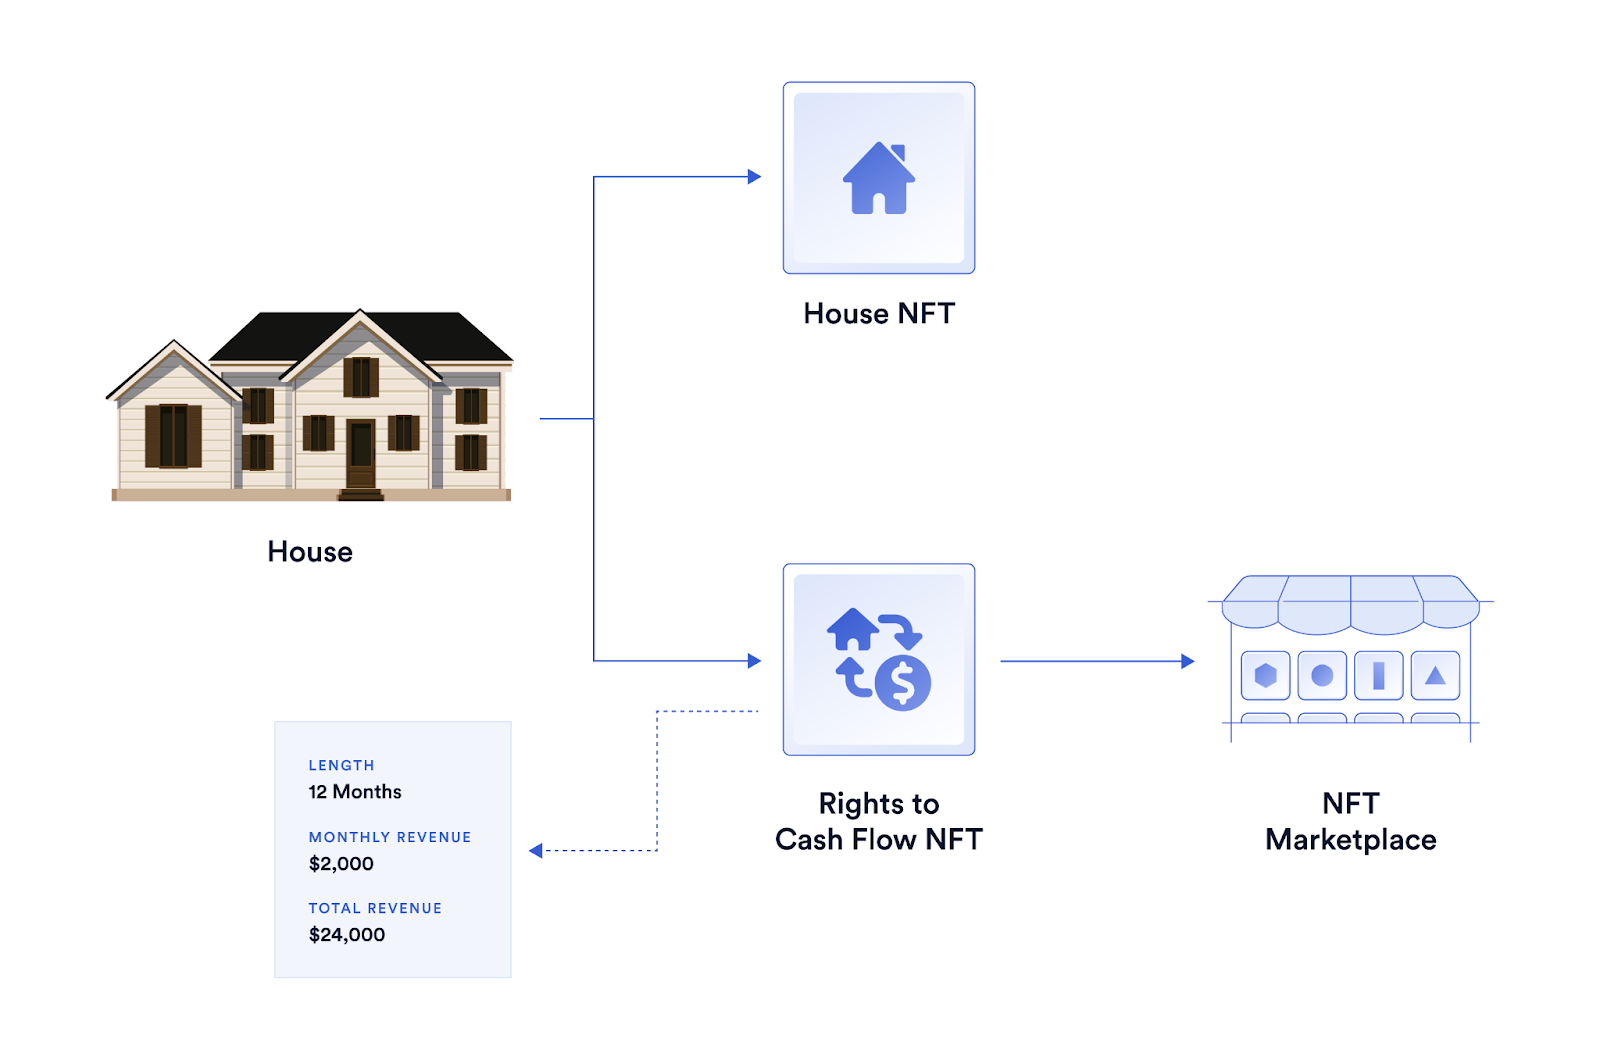 House NFT
House
LENGTH
12 Months
MONTHLY REVENUE
$2,000
TOTAL REVENUE
$24,000
Rights to
Cash Flow NFT
NFT
Marketplace